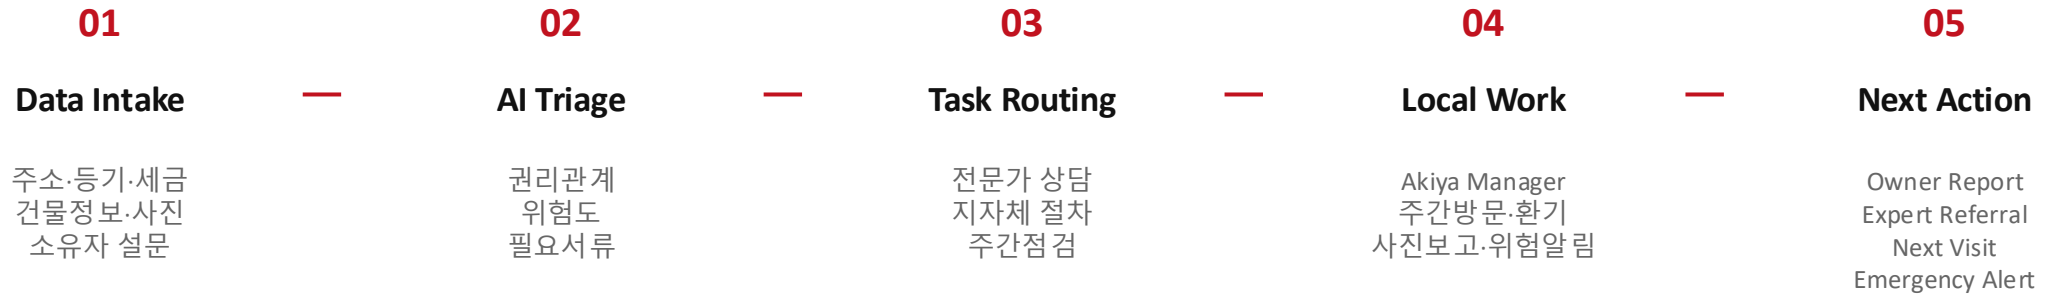 01
Data Intake
주소·등기·세금
건물정보·사진
소유자 설문
02
AI Triage
권리관계
위험도
필요서류
03
Task Routing
전문가 상담
지자체 절차
주간점검
04
Local Work
Akiya Manager
주간방문·환기
사진보고·위험알림
05
Next Action
Owner Report
Expert Referral
Next Visit
Emergency Alert